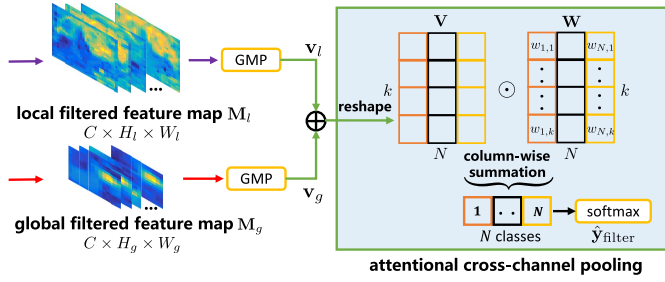 GMP
v_l
...
local filtered feature map M_l
C × H_l × W_l
reshape
GMP
v_g
...
global filtered feature map M_g
C × H_g × W_g
V
W
k
⊙
w_{1,1}
w_{N,1}
w_{1,k}
w_{N,k}
k
N
N
column-wise
summation
1
. .
N
softmax
N classes
ŷ_filter
attentional cross-channel pooling